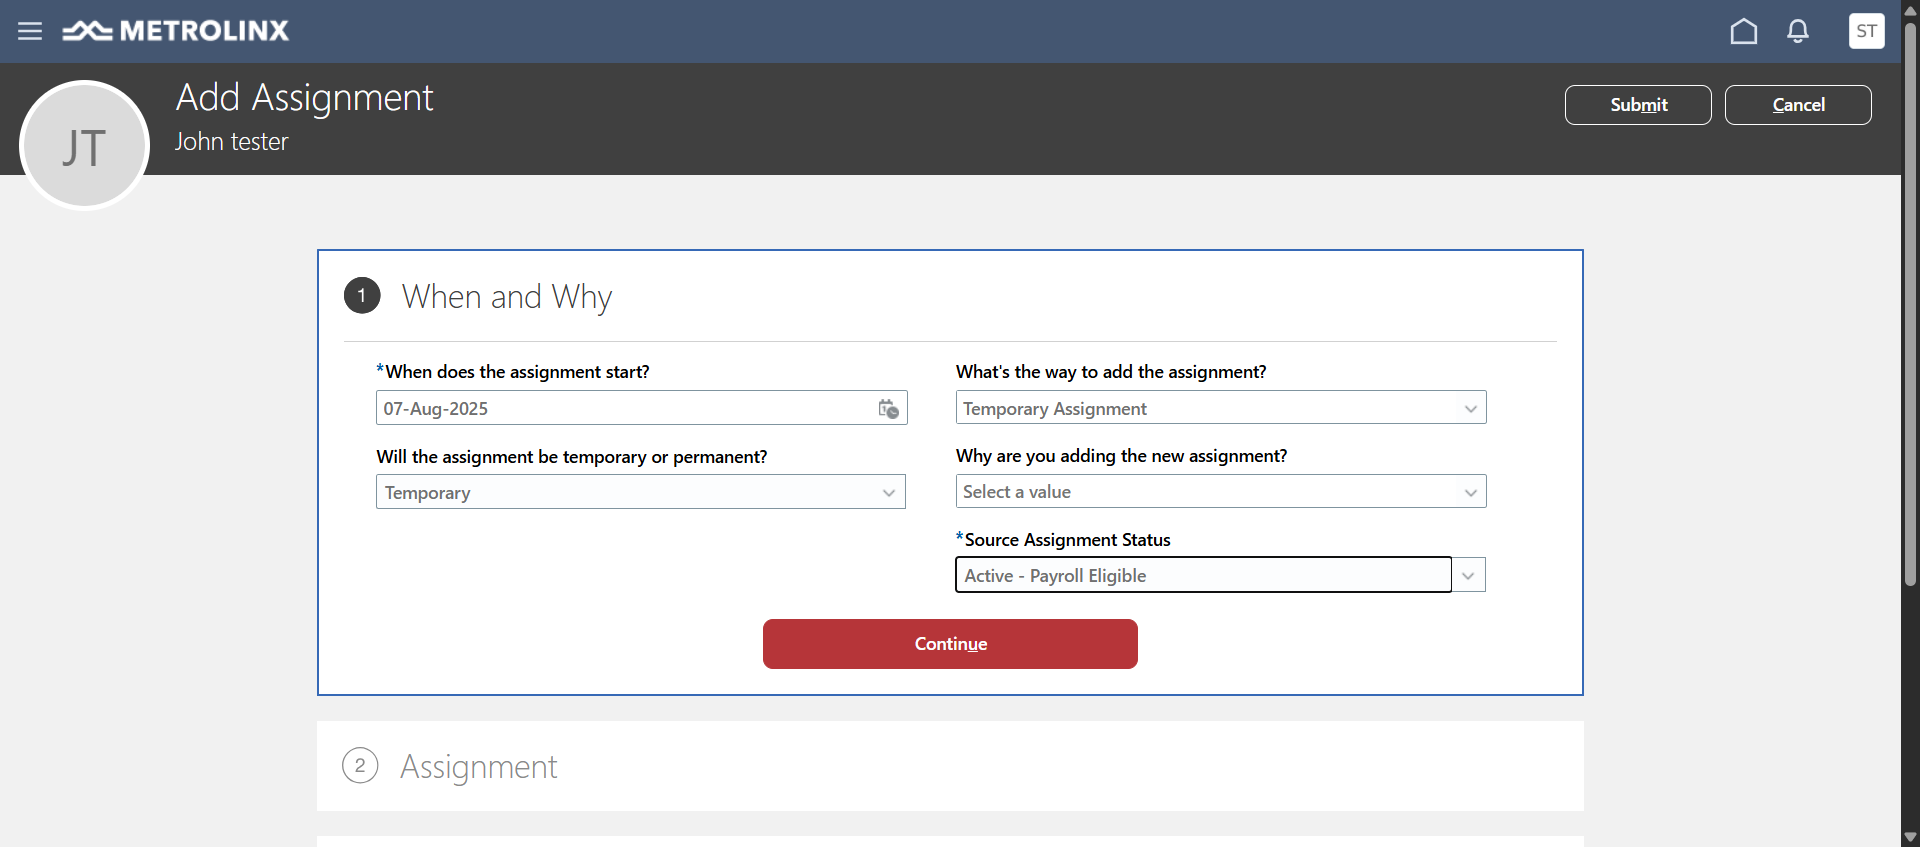 METROLINX
ST
JT
Add Assignment
John tester
Submit
Cancel
1
When and Why
*When does the assignment start?
07-Aug-2025
What's the way to add the assignment?
Temporary Assignment
Will the assignment be temporary or permanent?
Temporary
Why are you adding the new assignment?
Select a value
*Source Assignment Status
Active - Payroll Eligible
Continue
2
Assignment